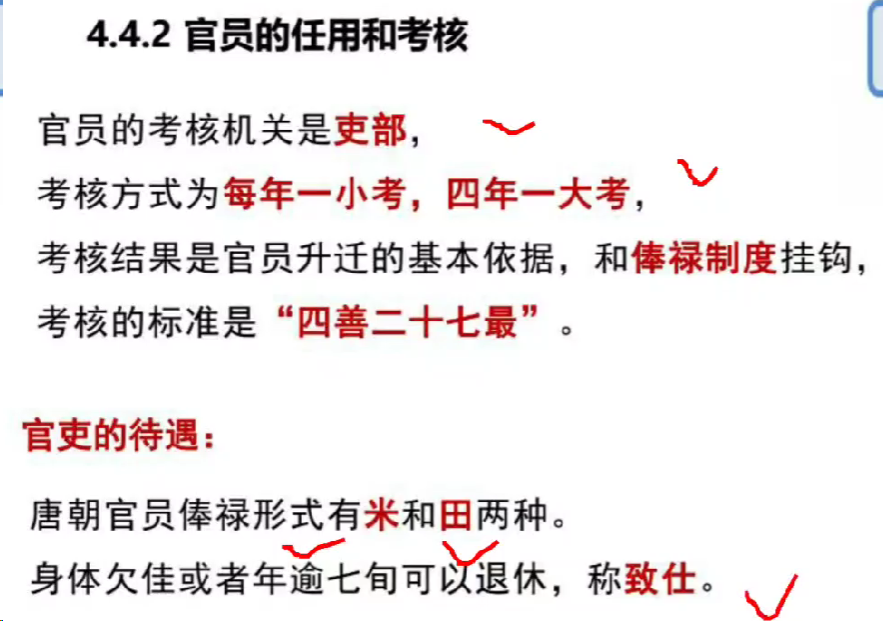 4.4.2 官员的任用和考核
官员的考核机关是吏部，
考核方式为每年一小考，四年一大考，
考核结果是官员升迁的基本依据，和俸禄制度挂钩，
考核的标准是“四善二十七最”。
官吏的待遇：
唐朝官员俸禄形式有米和田两种。
身体欠佳或者年逾七旬可以退休，称致仕。